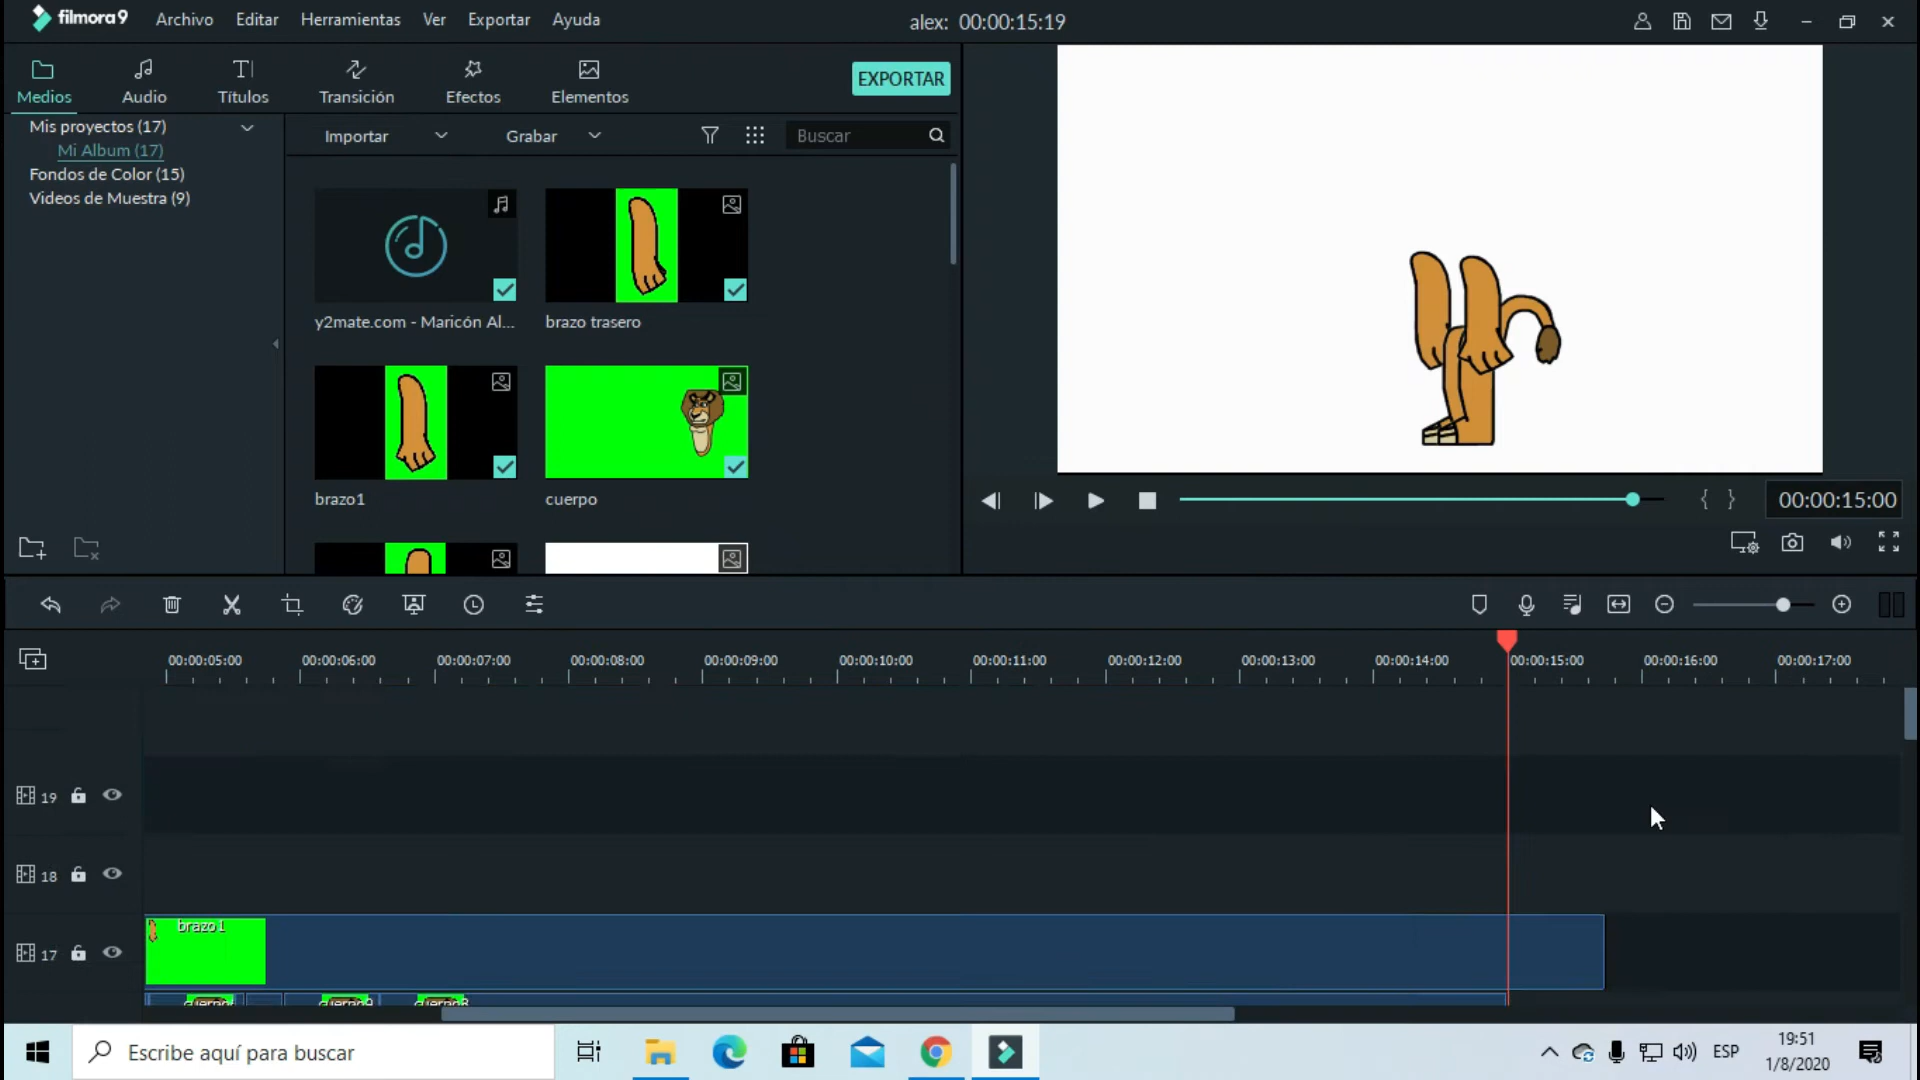 filmora9 Archivo Editar Herramientas Ver Exportar Ayuda alex: 00:00:15:19
Medios Audio Títulos Transición Efectos Elementos EXPORTAR
Mis proyectos (17)
Mi Album (17)
Fondos de Color (15)
Videos de Muestra (9)
Importar Grabar Buscar
y2mate.com - Maricón Al... brazo trasero
brazo1 cuerpo
{ } 00:00:15:00
00:00:05:00 00:00:06:00 00:00:07:00 00:00:08:00 00:00:09:00 00:00:10:00 00:00:11:00 00:00:12:00 00:00:13:00 00:00:14:00 00:00:15:00 00:00:16:00 00:00:17:00
19
18
17 brazo1
Escribe aquí para buscar
ESP
19:51
1/8/2020